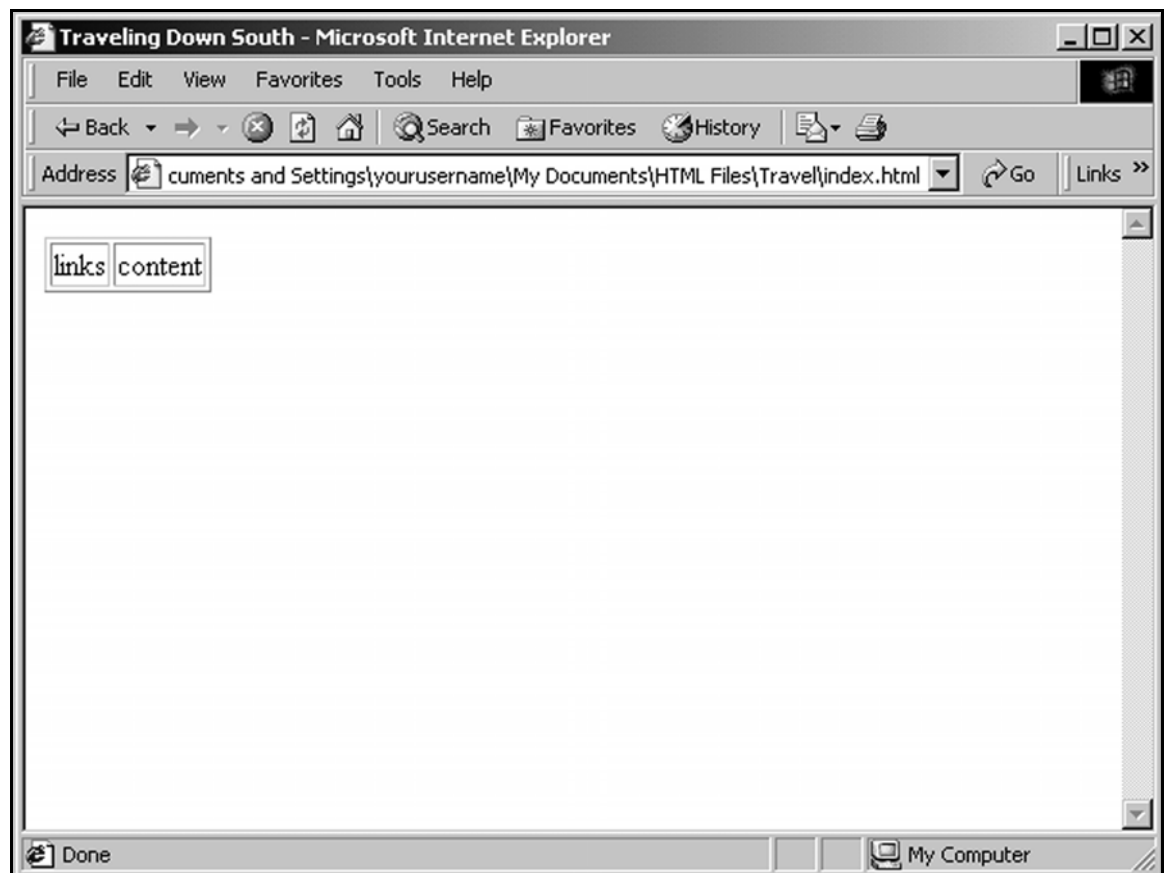 Traveling Down South - Microsoft Internet Explorer
File Edit View Favorites Tools Help
Back Search Favorites History
Address cuments and Settings\yourusername\My Documents\HTML Files\Travel\index.html Go Links »
links content
Done My Computer